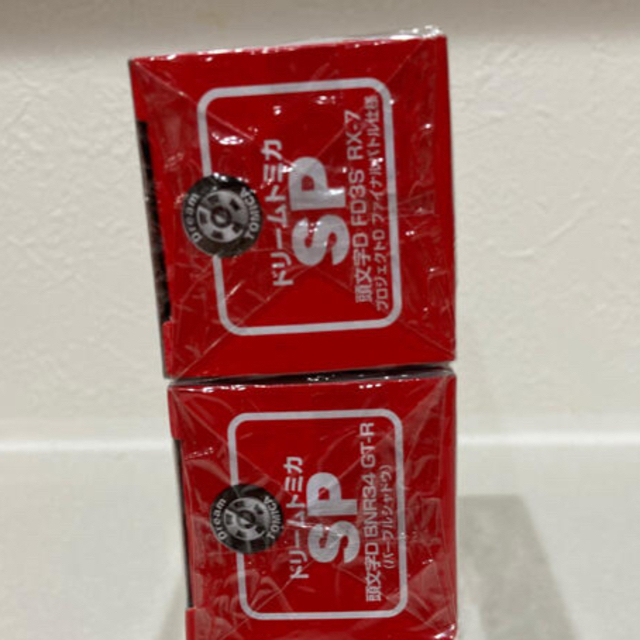 Dream TOMICA
ドリームトミカ
SP
頭文字D FD3S RX-7
プロジェクトD ファイナルバトル仕様
Dream TOMICA
ドリームトミカ
SP
頭文字D BNR34 GT-R
(パープルシャドウ)